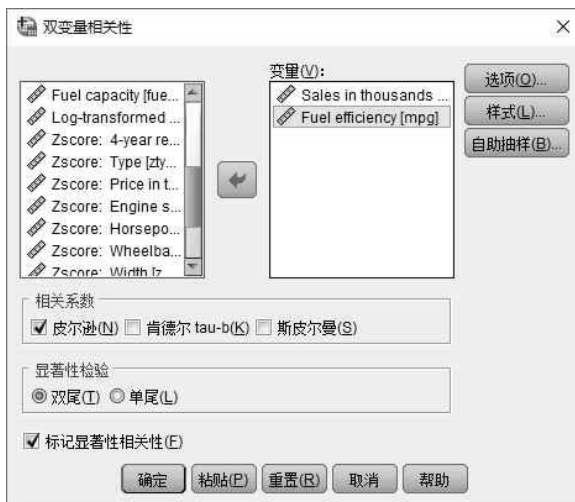 双变量相关性
变量(V):
Fuel capacity [fue...
Log-transformed ...
Zscore: 4-year re...
Zscore: Type [zty...
Zscore: Price in t...
Zscore: Engine s...
Zscore: Horsepo...
Zscore: Wheelba...
Zscore: Width [z...
Sales in thousands ...
Fuel efficiency [mpg]
选项(O)...
样式(L)...
自助抽样(B)...
相关系数
皮尔逊(N) 肯德尔 tau-b(K) 斯皮尔曼(S)
显著性检验
双尾(T) 单尾(L)
标记显著性相关性(F)
确定 粘贴(P) 重置(R) 取消 帮助